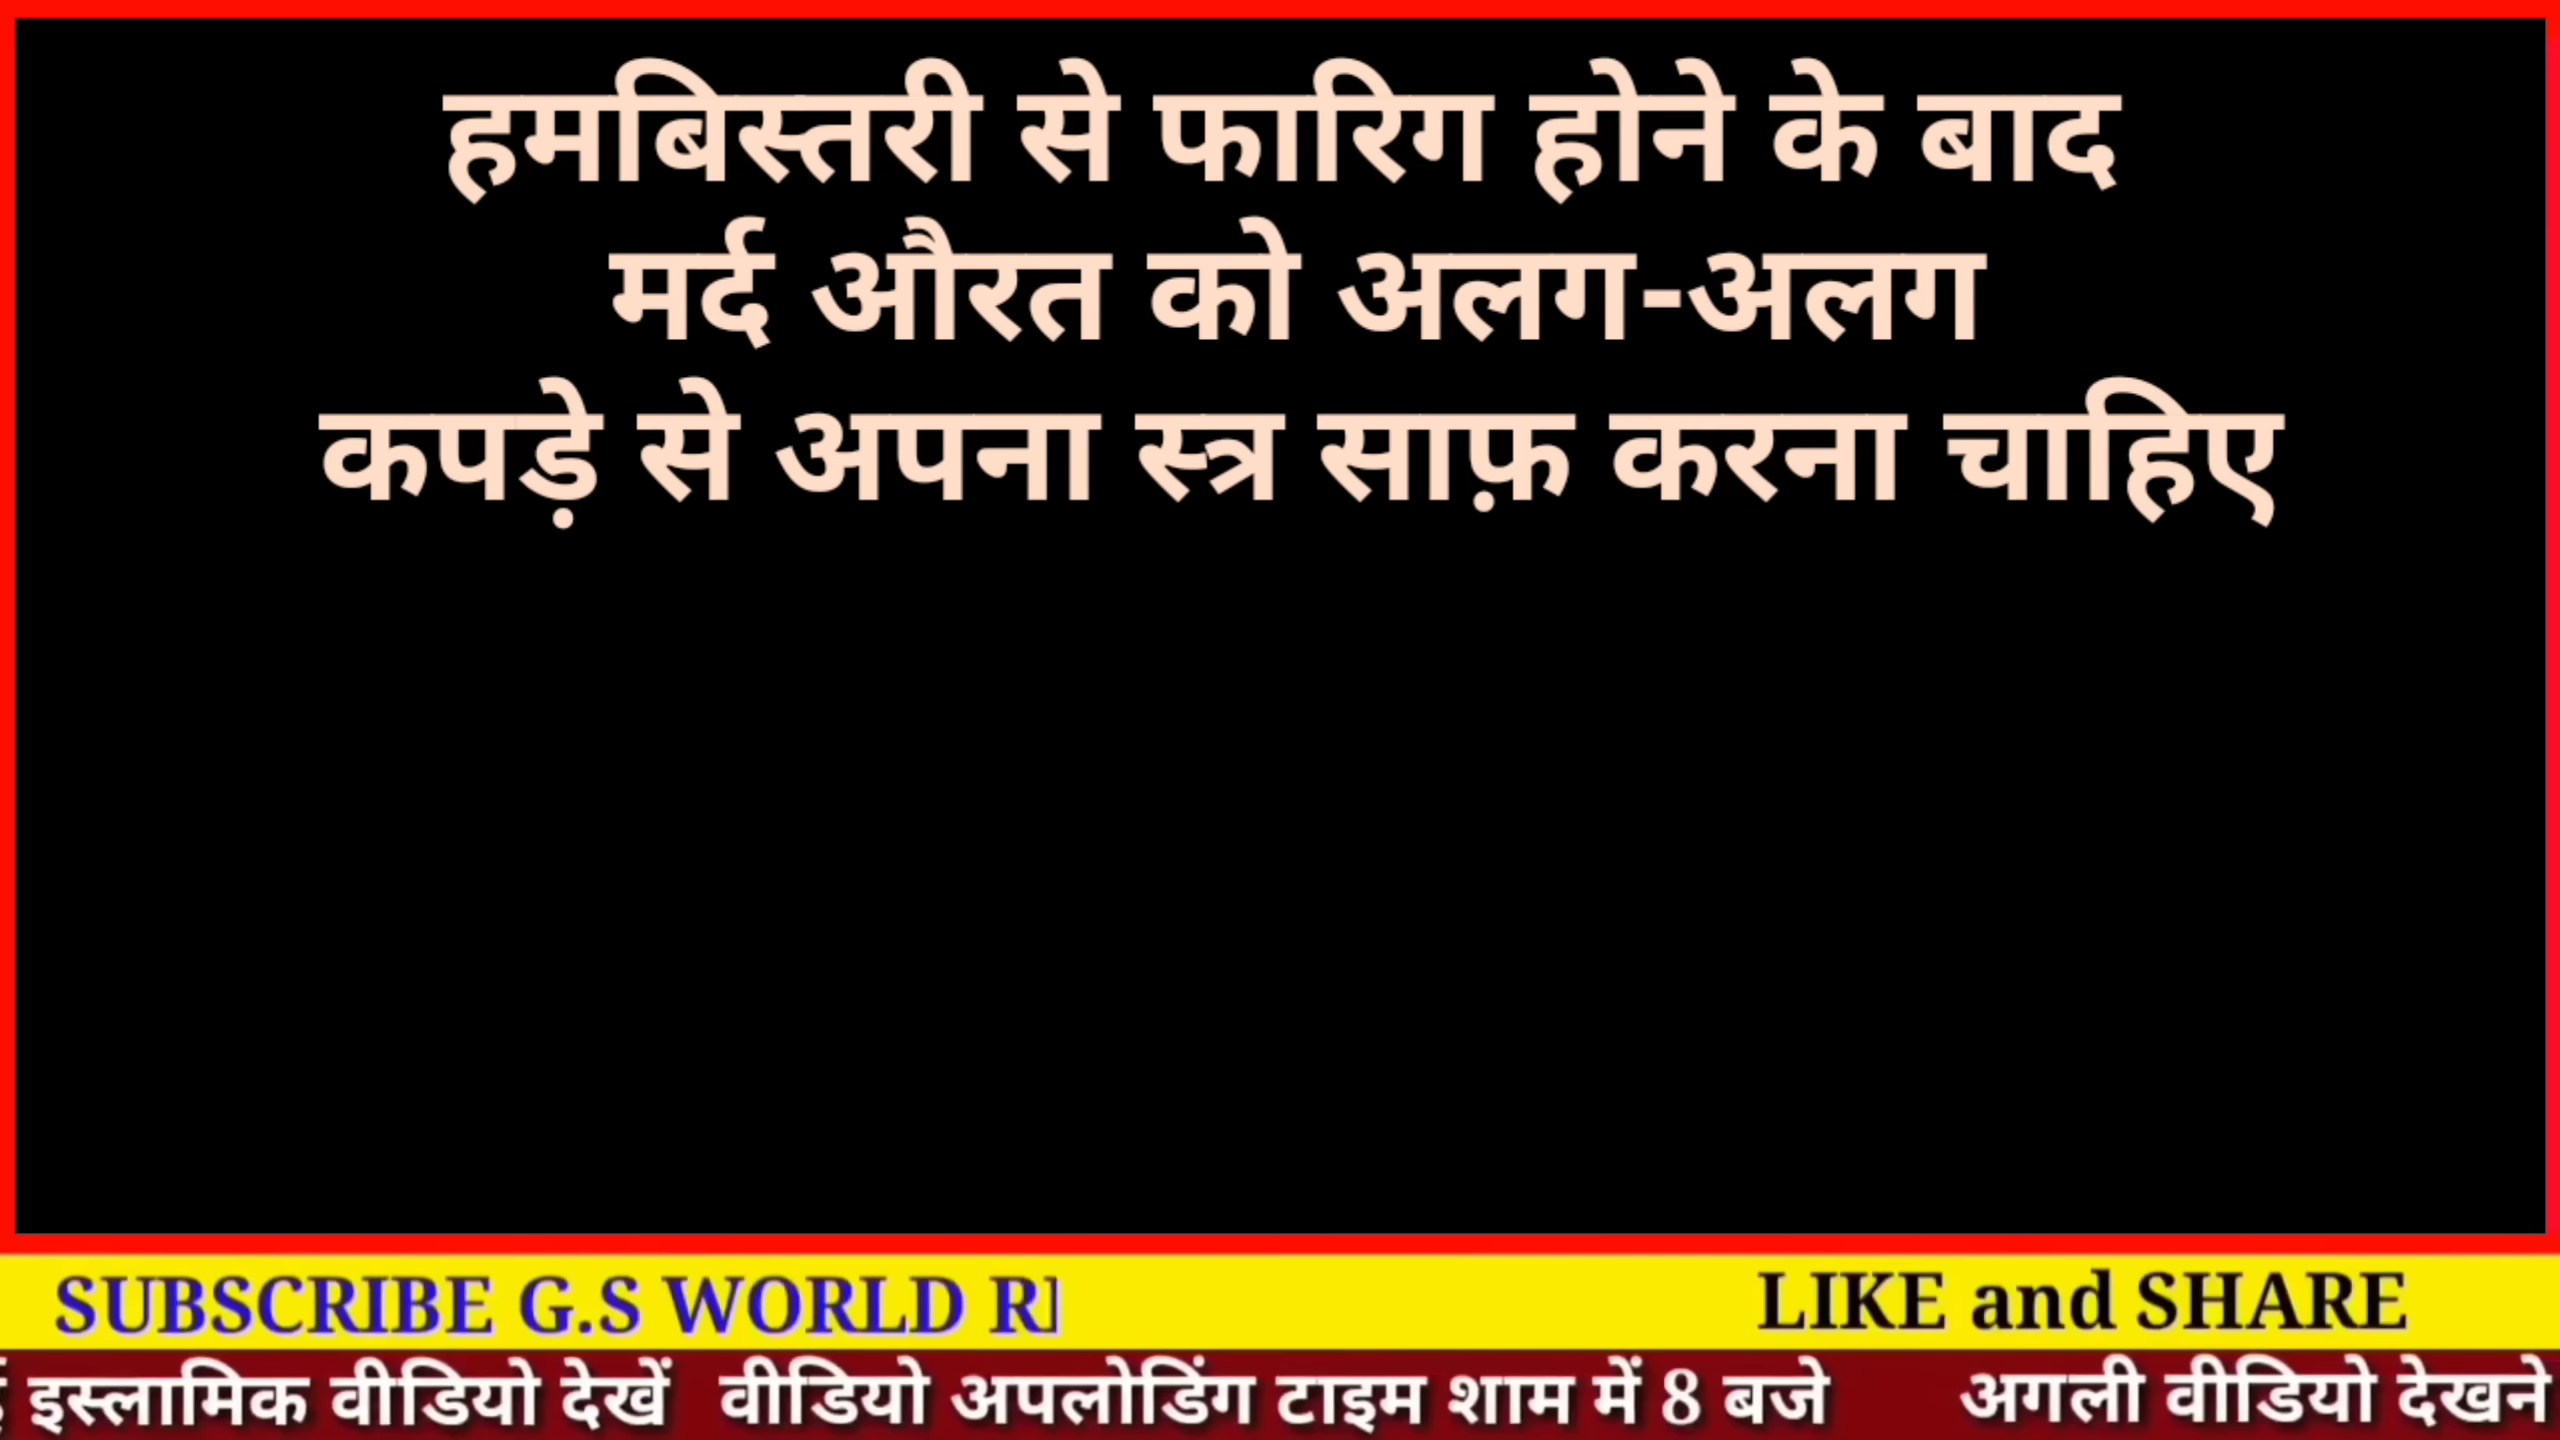 हमबिस्तरी से फारिग होने के बाद
मर्द औरत को अलग-अलग
कपड़े से अपना स्त्र साफ़ करना चाहिए
SUBSCRIBE G.S WORLD
LIKE and SHARE
इस्लामिक वीडियो देखें वीडियो अपलोडिंग टाइम शाम में 8 बजे अगली वीडियो देखने